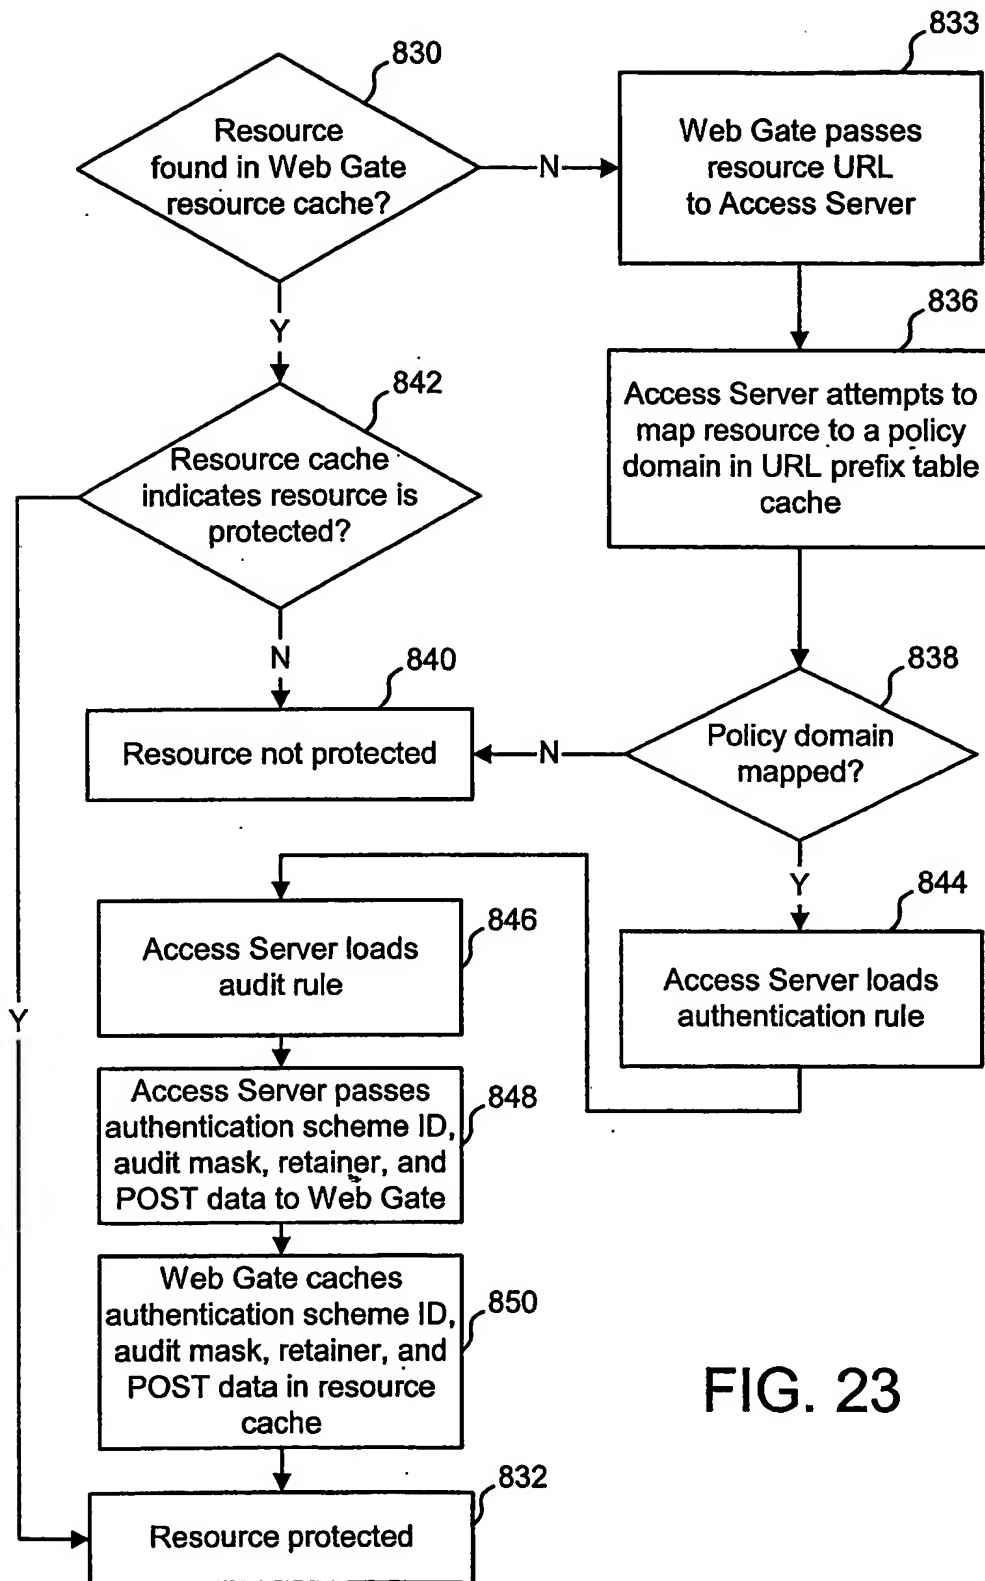 830
Resource
found in Web Gate
resource cache?
N
833
Web Gate passes
resource URL
to Access Server
Y
836
Access Server attempts to
map resource to a policy
domain in URL prefix table
cache
842
Resource cache
indicates resource is
protected?
N
838
Policy domain
mapped?
N
840
Resource not protected
Y
844
Access Server loads
authentication rule
846
Access Server loads
audit rule
Y
848
Access Server passes
authentication scheme ID,
audit mask, retainer, and
POST data to Web Gate
850
Web Gate caches
authentication scheme ID,
audit mask, retainer, and
POST data in resource
cache
832
Resource protected
FIG. 23